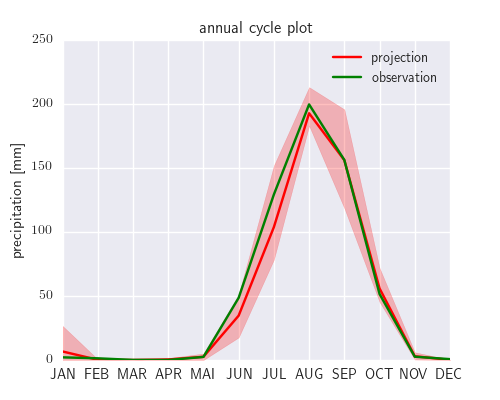 annual cycle plot
250
200
150
100
50
0
precipitation [mm]
projection
observation
JAN FEB MAR APR MAI JUN JUL AUG SEP OCT NOV DEC